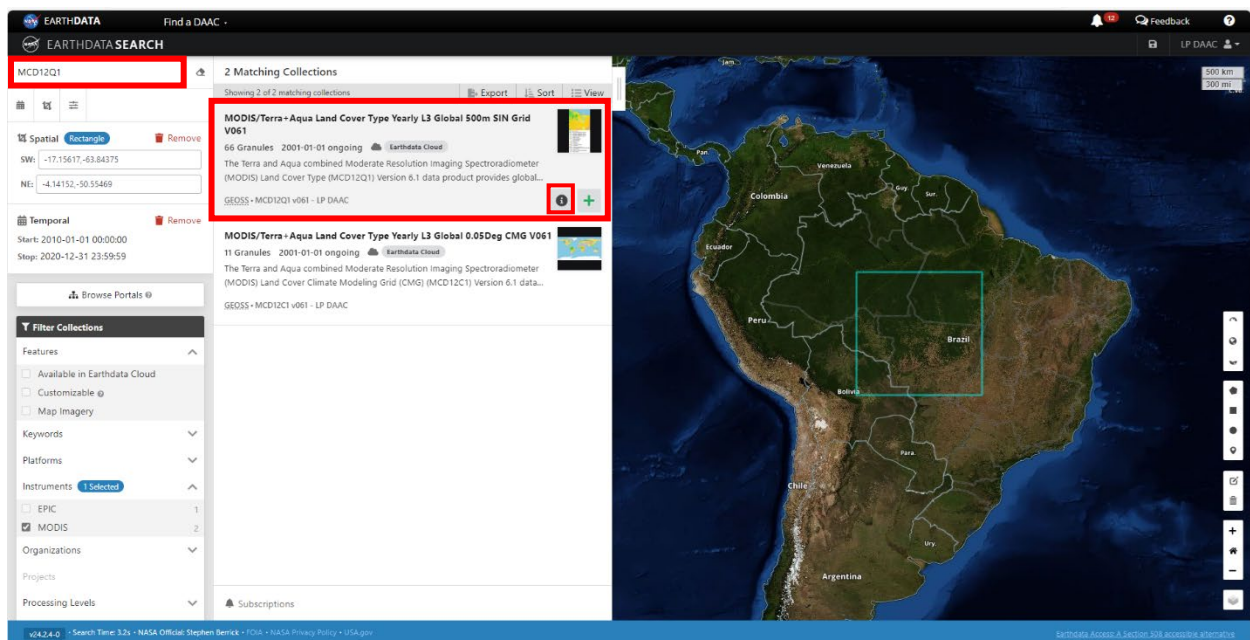 EARTHDATA
Find a DAAC
12
Feedback
EARTHDATA SEARCH
LP DAAC
MCD12Q1
2 Matching Collections
Showing 2 of 2 matching collections
Export
Sort
View
MODIS/Terra+Aqua Land Cover Type Yearly L3 Global 500m SIN Grid
V061
66 Granules 2001-01-01 ongoing Earthdata Cloud
The Terra and Aqua combined Moderate Resolution Imaging Spectroradiometer
(MODIS) Land Cover Type (MCD12Q1) Version 6.1 data product provides global...
GEOSS • MCD12Q1 v061 - LP DAAC
MODIS/Terra+Aqua Land Cover Type Yearly L3 Global 0.05Deg CMG V061
11 Granules 2001-01-01 ongoing Earthdata Cloud
The Terra and Aqua combined Moderate Resolution Imaging Spectroradiometer
(MODIS) Land Cover Climate Modeling Grid (CMG) (MCD12C1) Version 6.1 data...
GEOSS • MCD12C1 v061 - LP DAAC
Subscriptions
Spatial Rectangle Remove
SW: -17.15617,-63.84375
NE: -4.14152,-50.55469
Temporal Remove
Start: 2010-01-01 00:00:00
Stop: 2020-12-31 23:59:59
Browse Portals
Filter Collections
Features
Available in Earthdata Cloud
Customizable
Map Imagery
Keywords
Platforms
Instruments 1 Selected
EPIC 1
MODIS 2
Organizations
Projects
Processing Levels
500 km
300 mi
Jam.
Pan.
Venezuela
Colombia
Guy.
Sur.
Ecuador
Peru
Brazil
Bolivia
Para.
Chile
Ury.
Argentina
v24.2.4-0 • Search Time: 3.2s • NASA Official: Stephen Berrick • FOIA • NASA Privacy Policy • USA.gov
Earthdata Access: A Section 508 accessible alternative